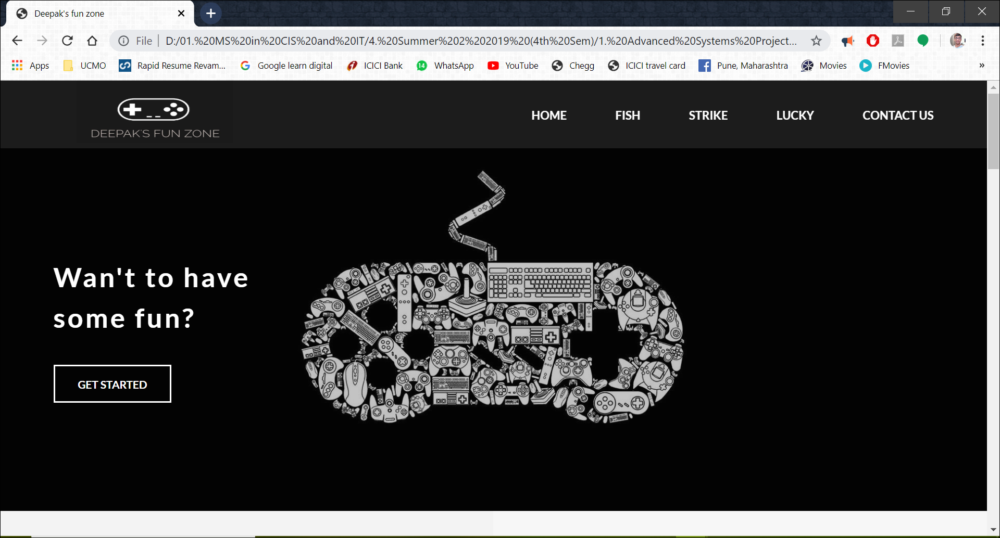 Deepak's fun zone
File D:/01.%20MS%20in%20CIS%20and%20IT/4.%20Summer%202%202019%20(4th%20Sem)/1.%20Advanced%20Systems%20Project...
Apps UCMO Rapid Resume Revam... Google learn digital ICICI Bank 14 WhatsApp YouTube Chegg ICICI travel card Pune, Maharashtra Movies FMovies »
DEEPAK'S FUN ZONE
HOME FISH STRIKE LUCKY CONTACT US
Wan't to have
some fun?
GET STARTED